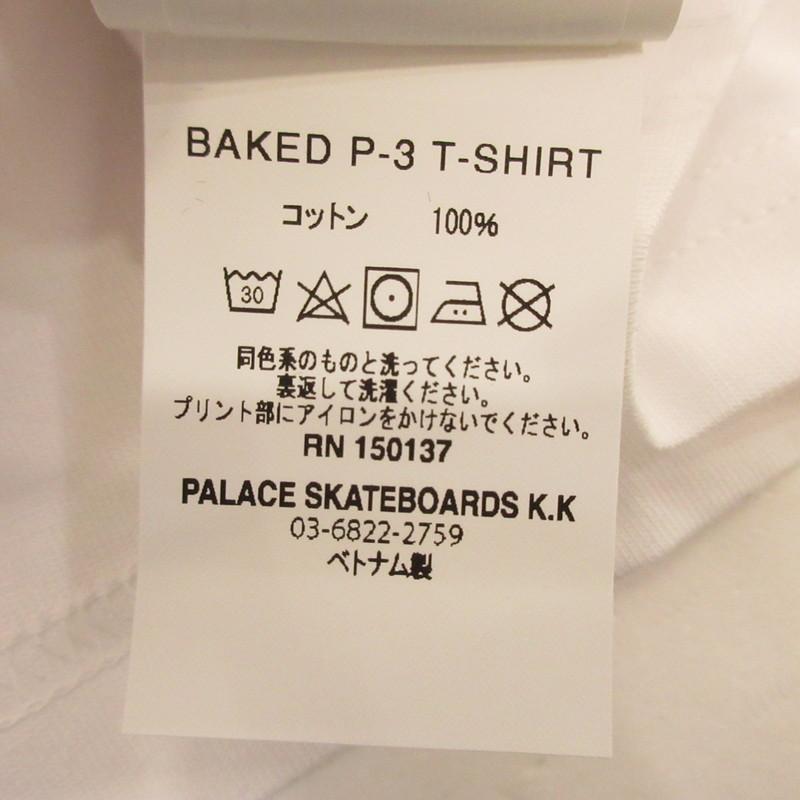 BAKED P-3 T-SHIRT
コットン 100%
30
同色系のものと洗ってください。
裏返して洗濯ください。
プリント部にアイロンをかけないでください。
RN 150137
PALACE SKATEBOARDS K.K
03-6822-2759
ベトナム製